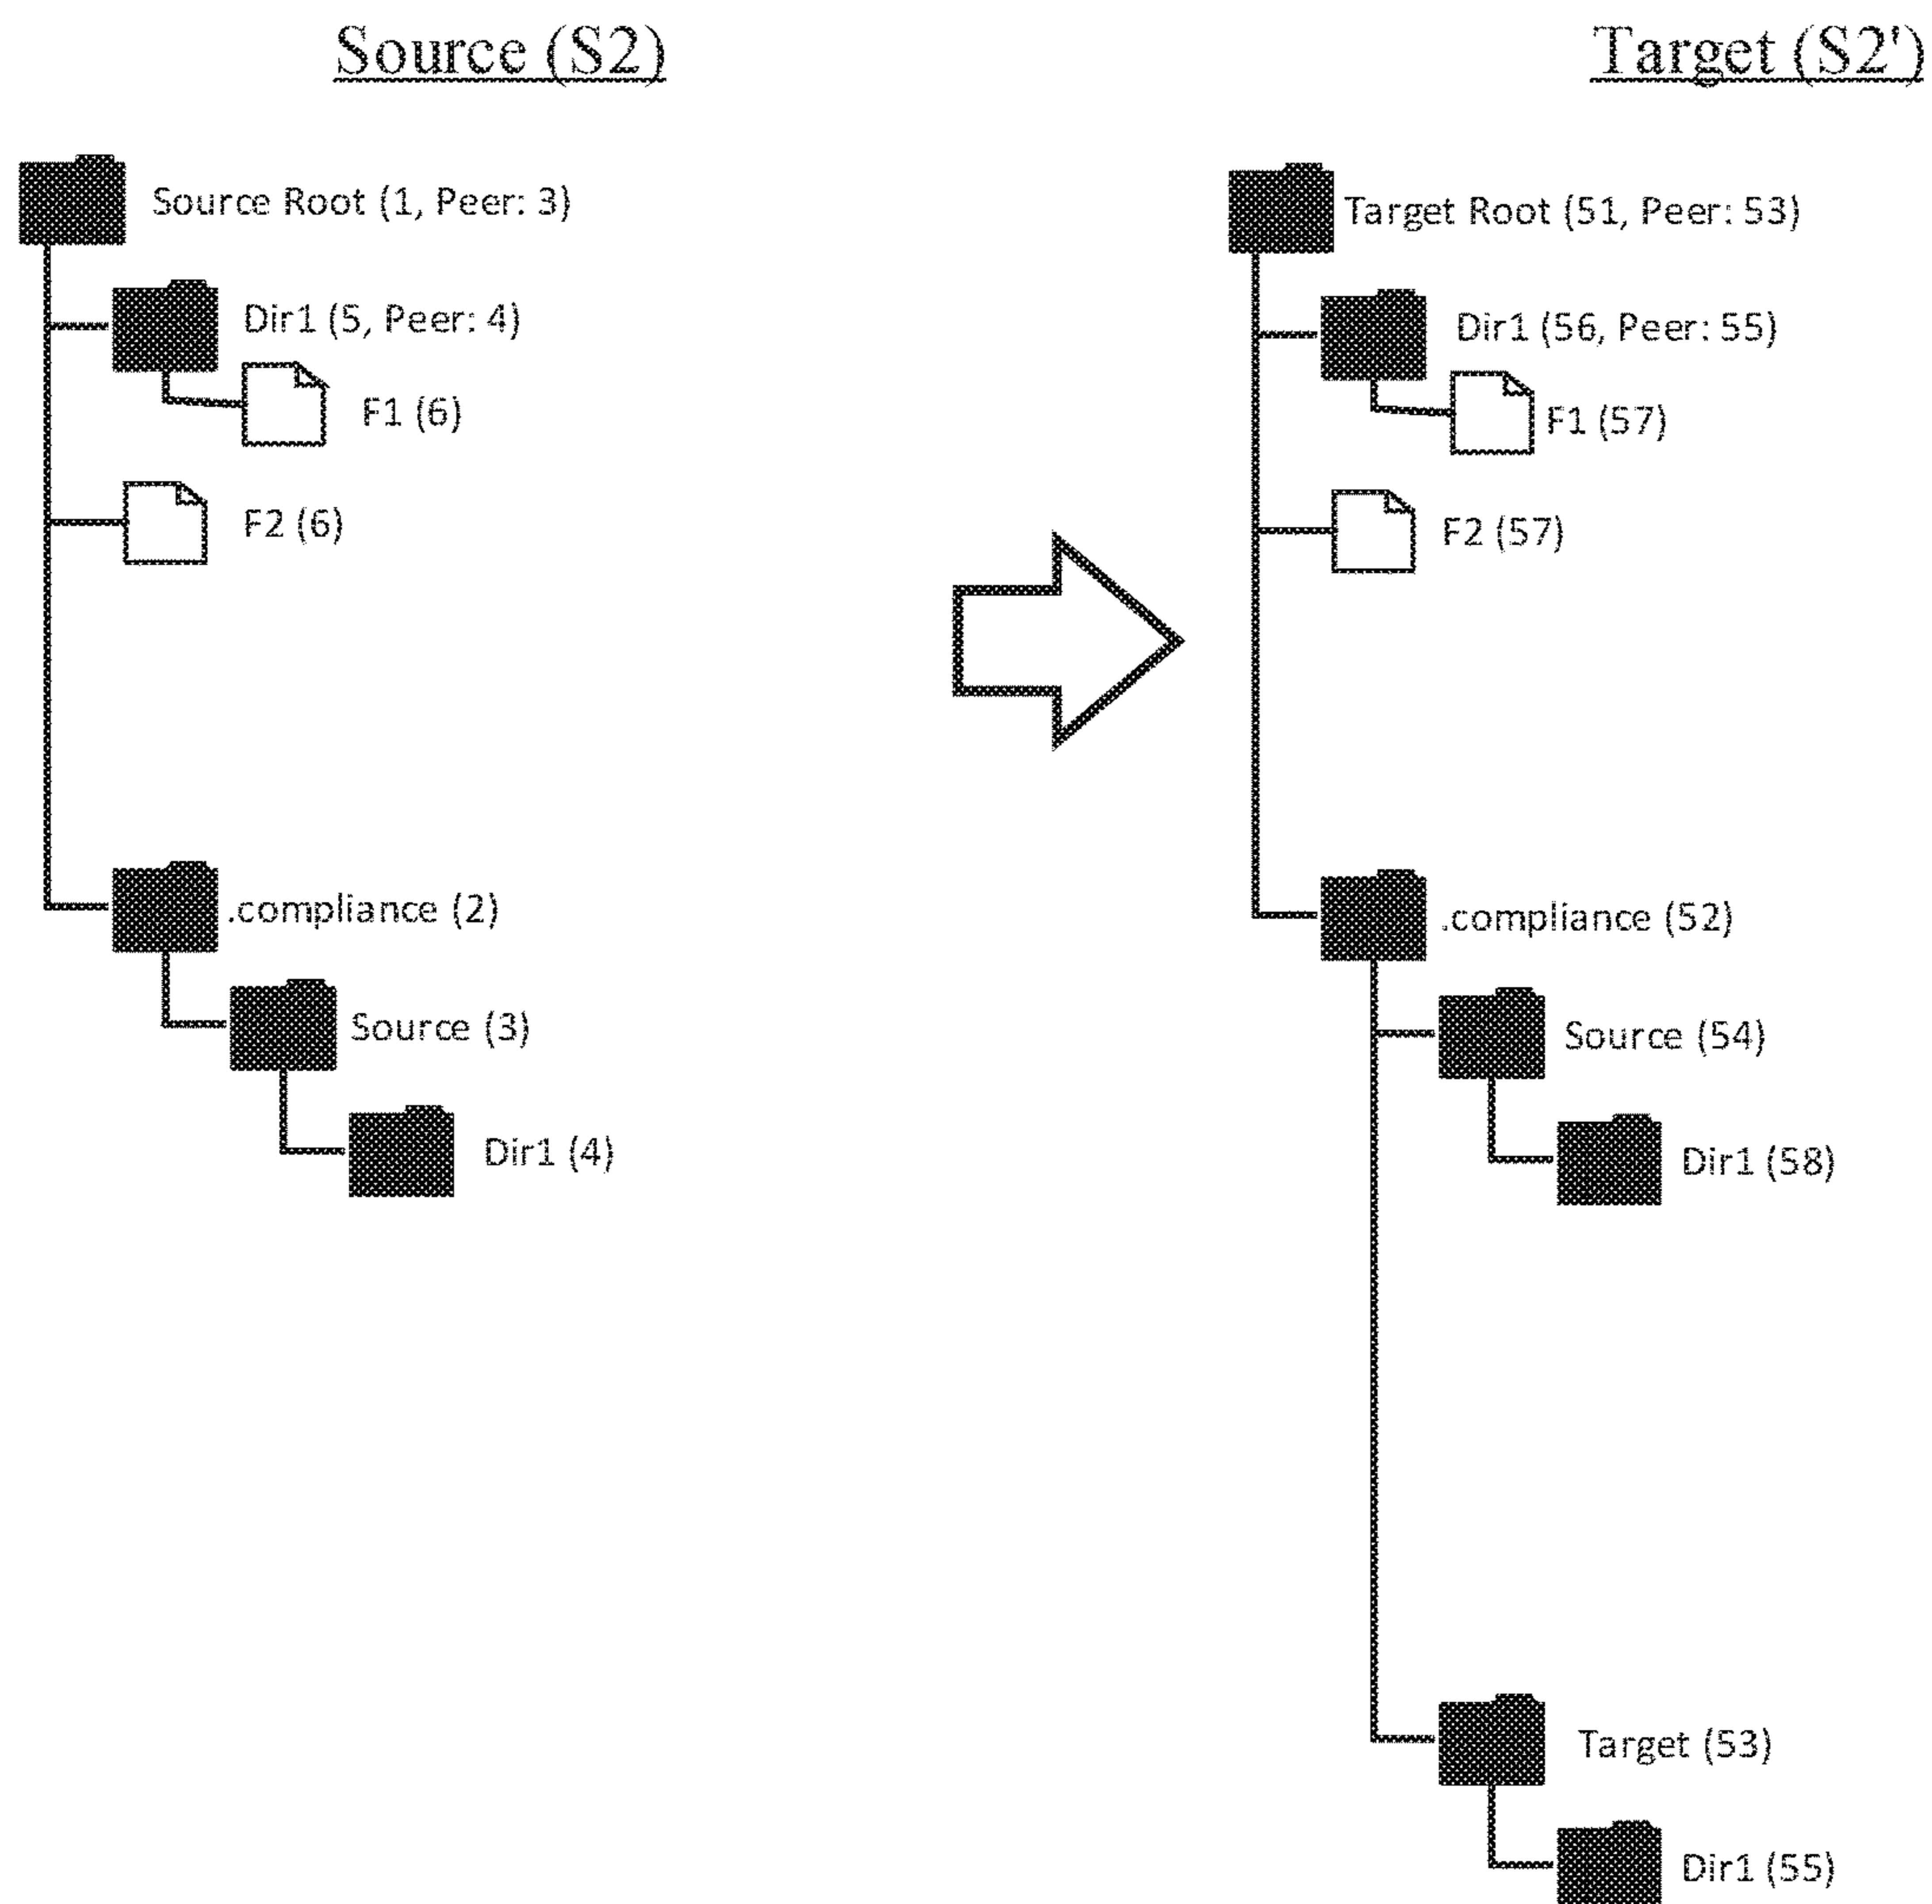 Source (S2)
Source Root (1, Peer: 3)
Dir1 (5, Peer: 4)
F1 (6)
F2 (6)
.compliance (2)
Source (3)
Dir1 (4)
Target (S2')
Target Root (51, Peer: 53)
Dir1 (56, Peer: 55)
F1 (57)
F2 (57)
.compliance (52)
Source (54)
Dir1 (58)
Target (53)
Dir1 (55)